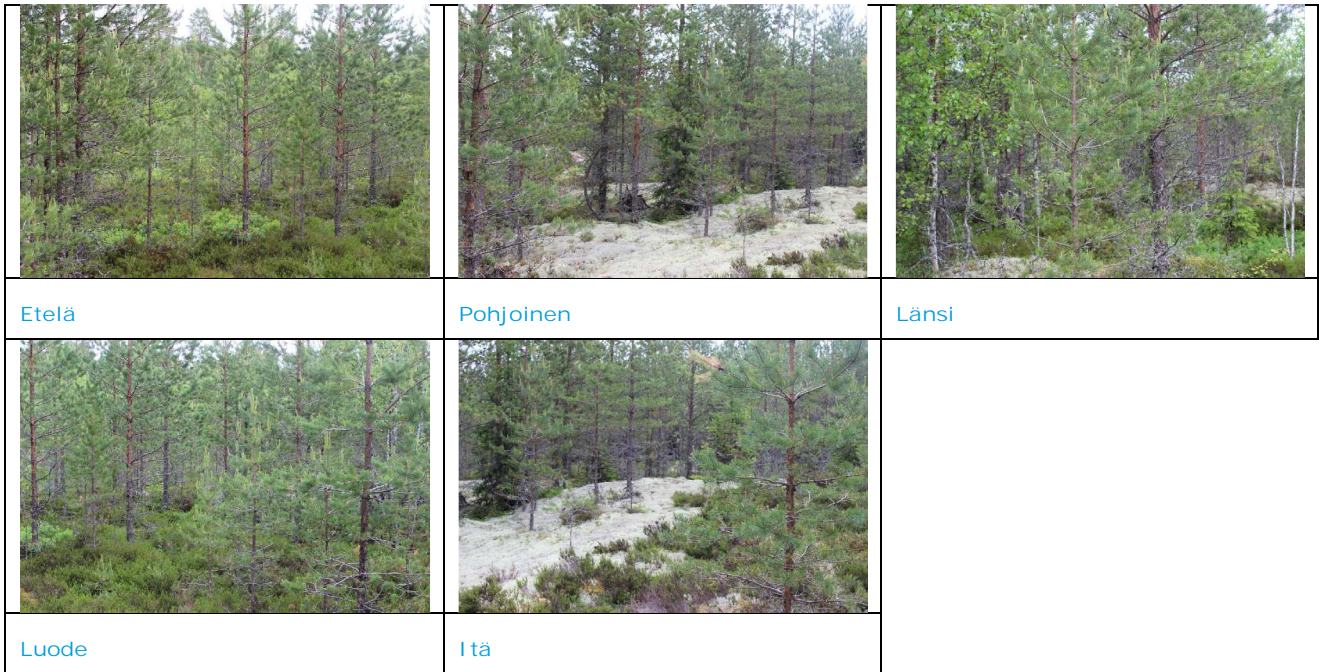 Etelä
Pohjoinen
Länsi
Luode
Itä